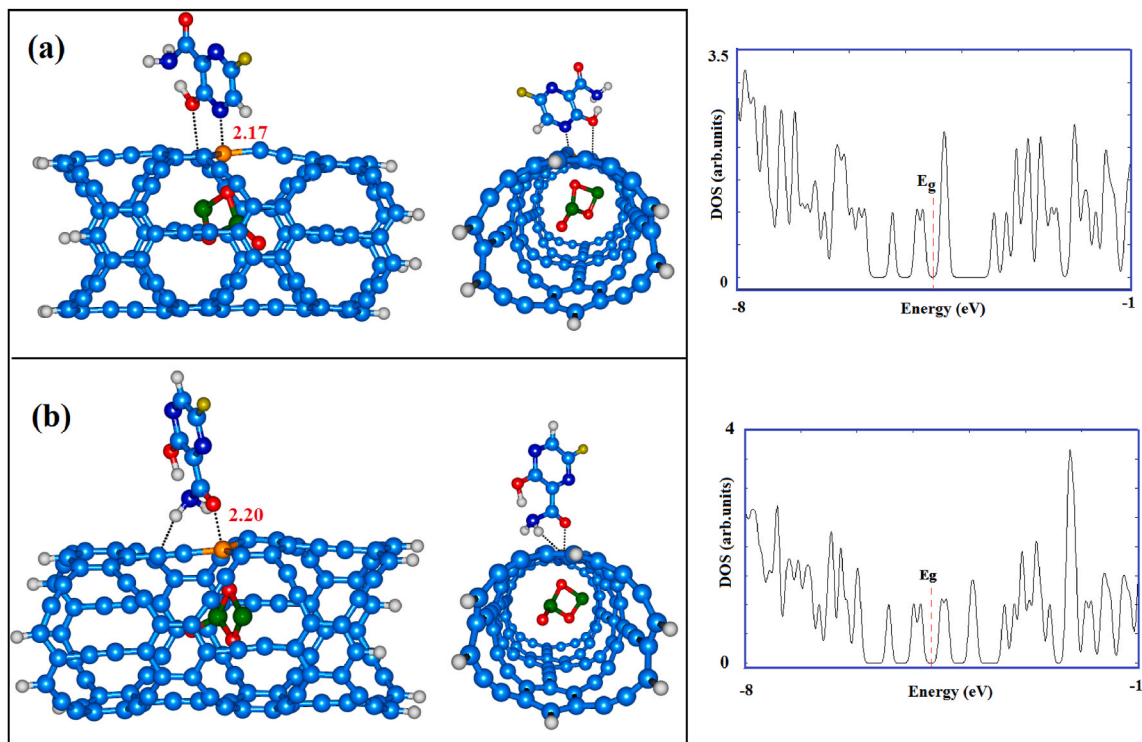 (a)
2.17
3.5
DOS (arb.units)
Eg
0
-8
Energy (eV)
-1
(b)
2.20
4
DOS (arb.units)
Eg
0
-8
Energy (eV)
-1